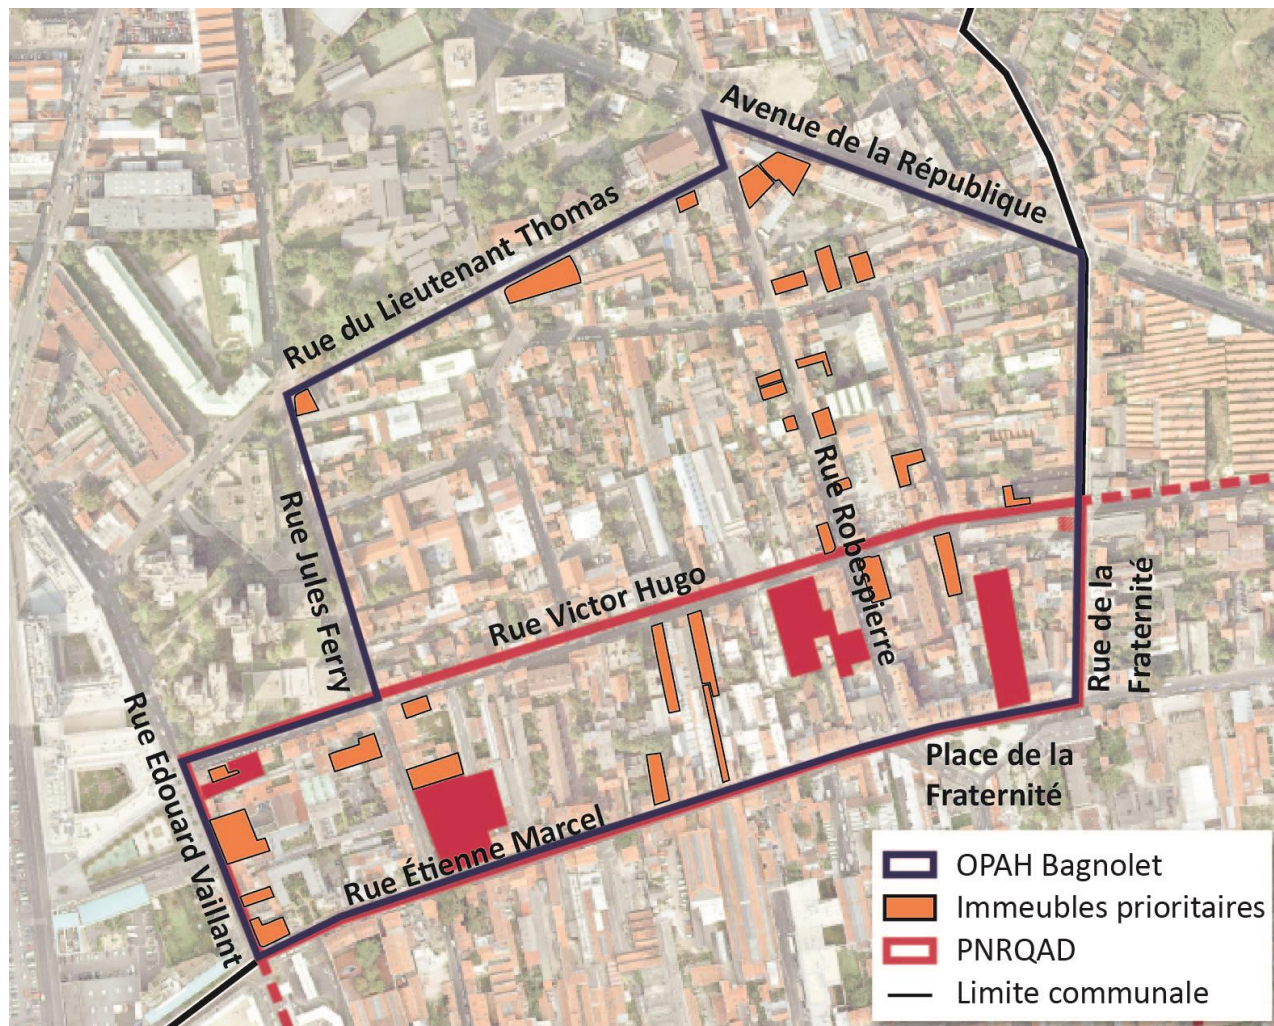 Avenue de la République
Rue du Lieutenant Thomas
Rue Jules Ferry
Rue Robespierre
Rue Victor Hugo
Rue de la
Fraternité
Rue Edouard Vaillant
Place de la
Fraternité
Rue Étienne Marcel
OPAH Bagnolet
Immeubles prioritaires
PNRQAD
Limite communale